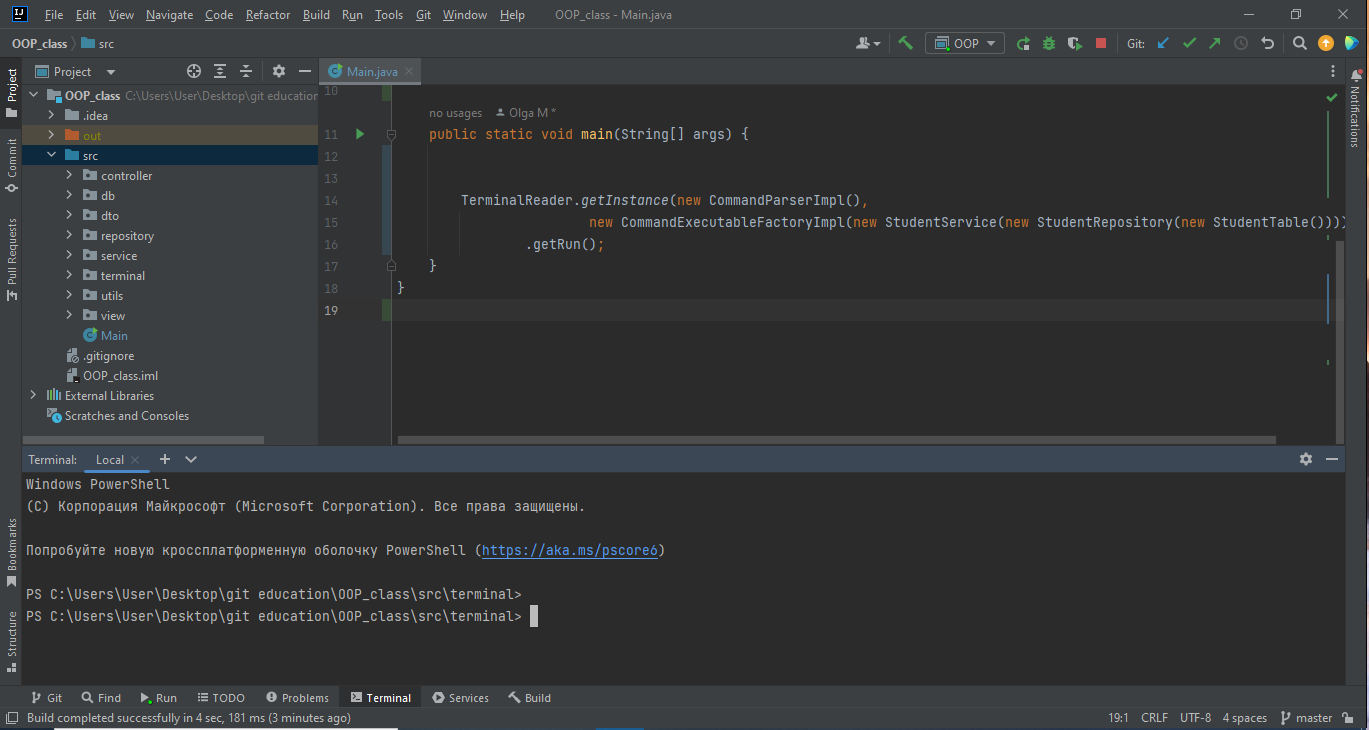 File Edit View Navigate Code Refactor Build Run Tools Git Window Help OOP_class - Main.java
OOP_class src
OOP
Git:
Project
Main.java
OOP_class C:\Users\User\Desktop\git education
.idea
out
src
controller
db
dto
repository
service
terminal
utils
view
Main
.gitignore
OOP_class.iml
External Libraries
Scratches and Consoles
Project
Commit
Pull Requests
Bookmarks
Structure
Notifications
10
no usages Olga M *
11 public static void main(String[] args) {
12
13
14 TerminalReader.getInstance(new CommandParserImpl(),
15 new CommandExecutableFactoryImpl(new StudentService(new StudentRepository(new StudentTable())))
16 .getRun();
17 }
18 }
19
Terminal: Local
Windows PowerShell
(C) Корпорация Майкрософт (Microsoft Corporation). Все права защищены.
Попробуйте новую кроссплатформенную оболочку PowerShell (https://aka.ms/pscore6)
PS C:\Users\User\Desktop\git education\OOP_class\src\terminal>
PS C:\Users\User\Desktop\git education\OOP_class\src\terminal>
Git Find Run TODO Problems Terminal Services Build
Build completed successfully in 4 sec, 181 ms (3 minutes ago) 19:1 CRLF UTF-8 4 spaces master